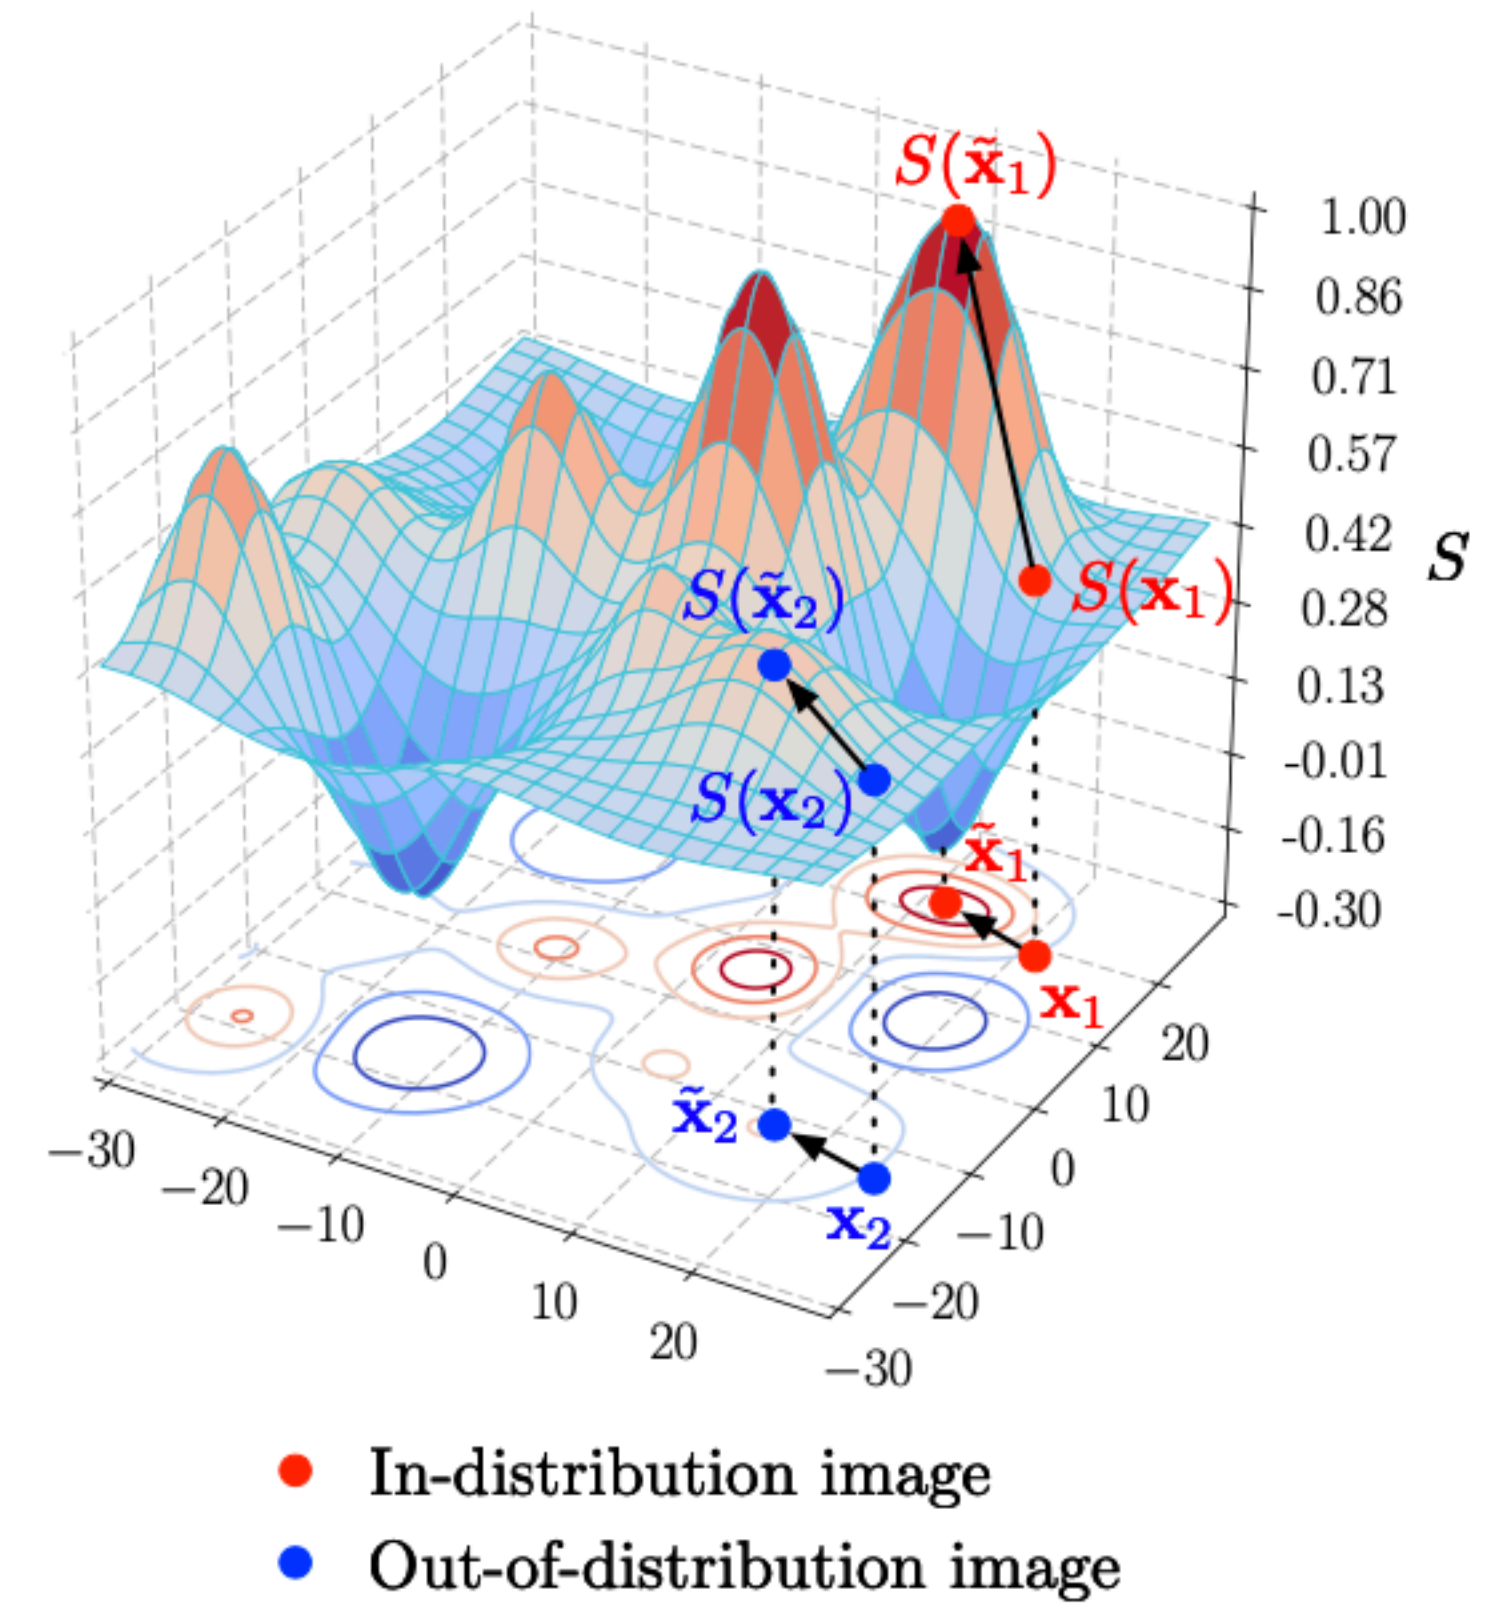 S(x̃₁)
1.00
0.86
0.71
0.57
0.42
S
S(x₁)
0.28
S(x̃₂)
0.13
-0.01
S(x₂)
-0.16
x̃₁
-0.30
x₁
20
10
x̃₂
0
x₂
−10
−20
−30
−30
−20
−10
0
10
20
In-distribution image
Out-of-distribution image